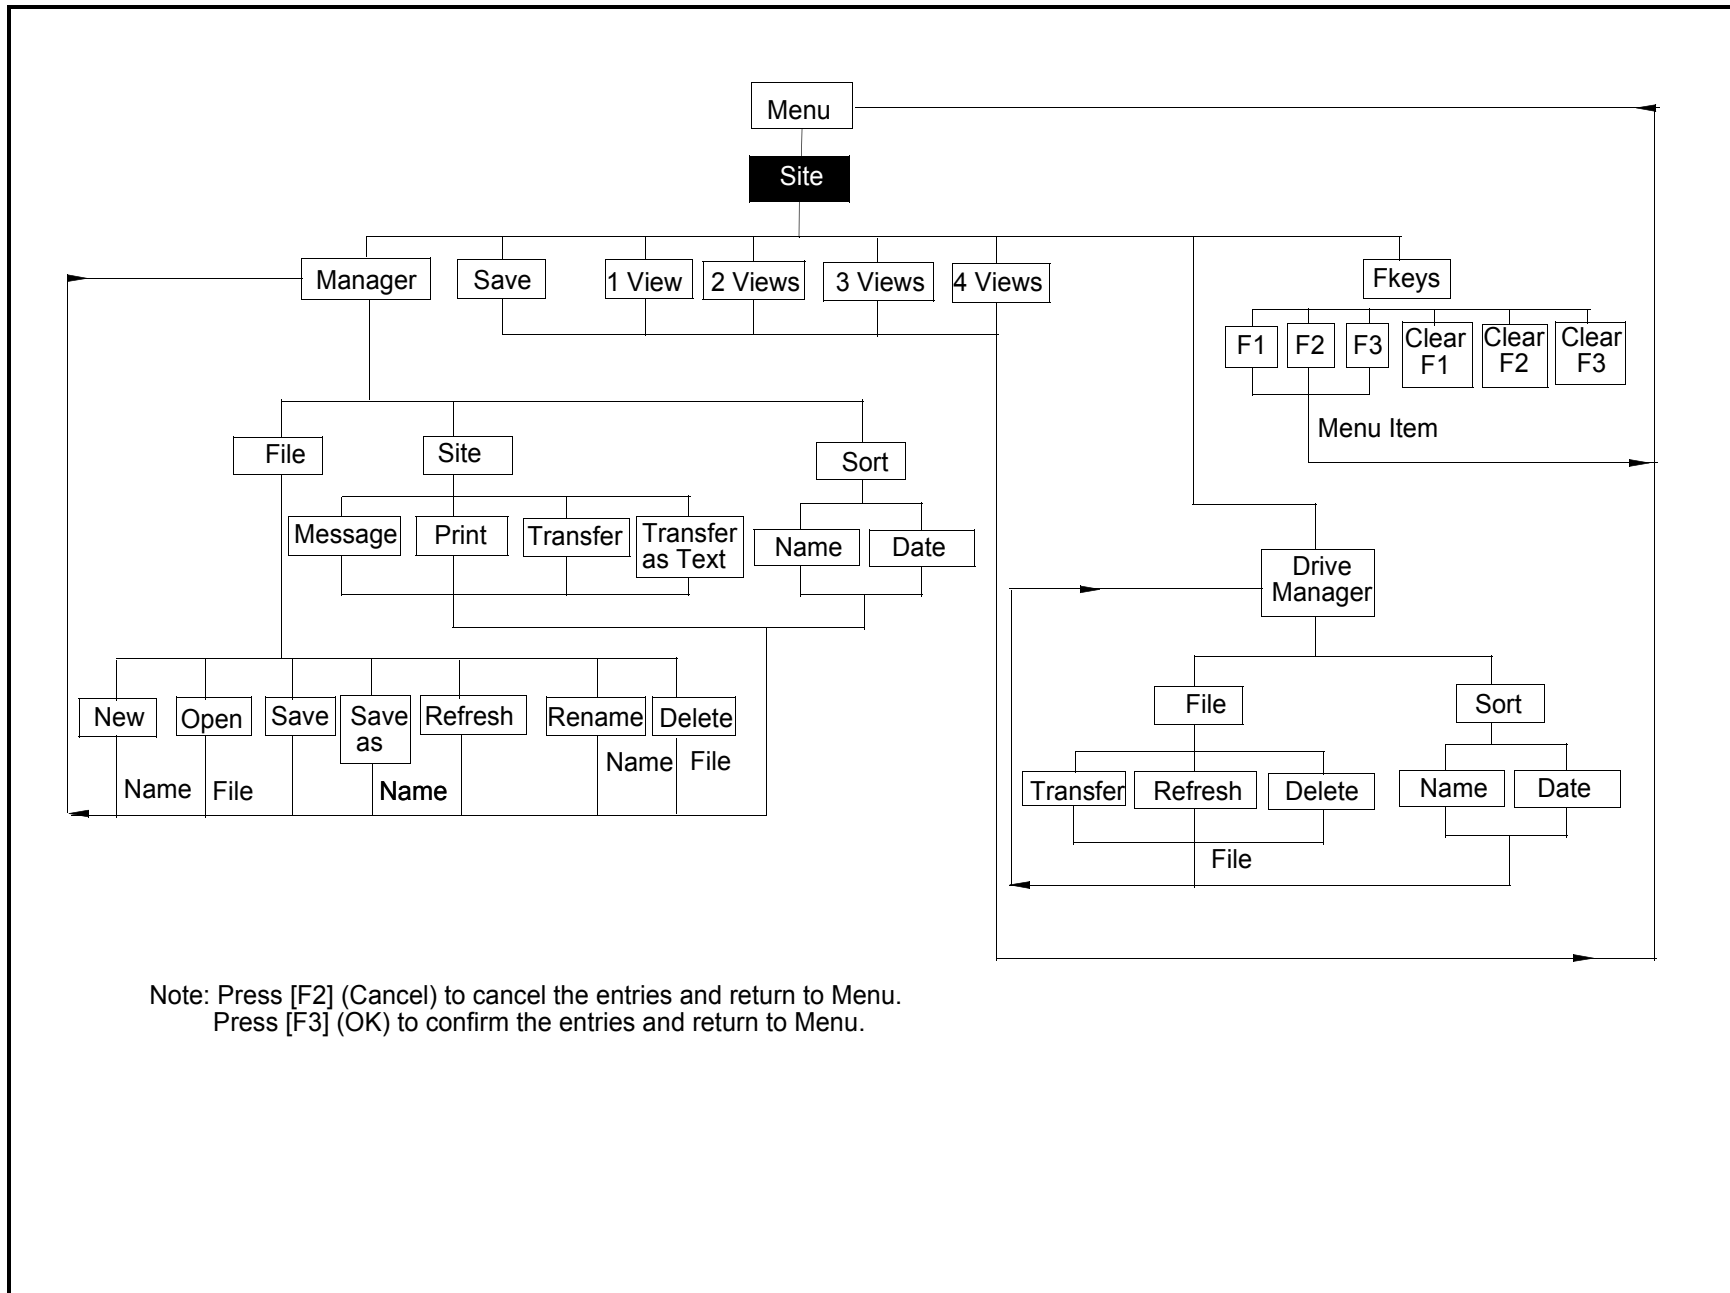 Menu
Site
Manager
Save
1 View
2 Views
3 Views
4 Views
Fkeys
F1
F2
F3
Clear
F1
Clear
F2
Clear
F3
Menu Item
File
Site
Sort
Message
Print
Transfer
Transfer
as Text
Name
Date
Drive
Manager
New
Open
Save
Save
as
Refresh
Rename
Delete
Name
File
Name
Name
File
File
Sort
Transfer
Refresh
Delete
Name
Date
File
Note: Press [F2] (Cancel) to cancel the entries and return to Menu.
Press [F3] (OK) to confirm the entries and return to Menu.